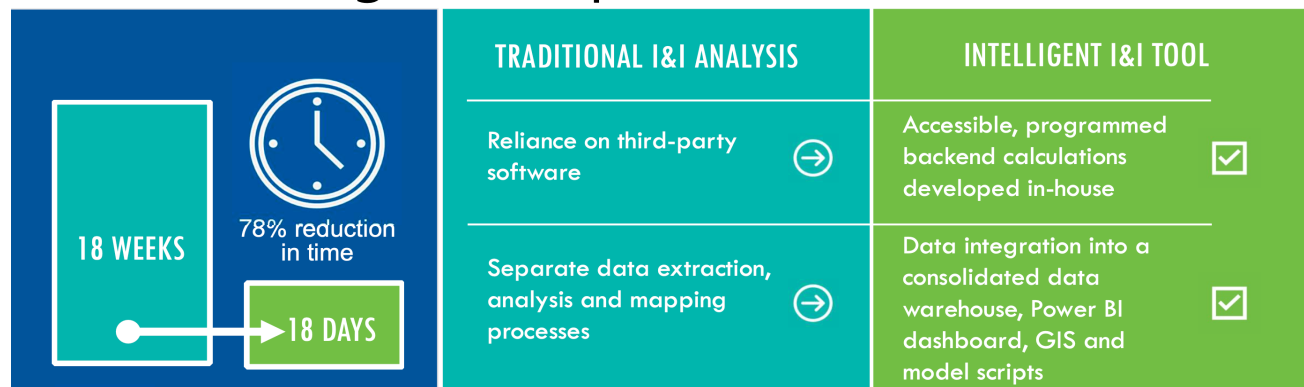 18 WEEKS
78% reduction
in time
18 DAYS
TRADITIONAL I&I ANALYSIS
INTELLIGENT I&I TOOL
Reliance on third-party
software
Accessible, programmed
backend calculations
developed in-house
Separate data extraction,
analysis and mapping
processes
Data integration into a
consolidated data
warehouse, Power BI
dashboard, GIS and
model scripts